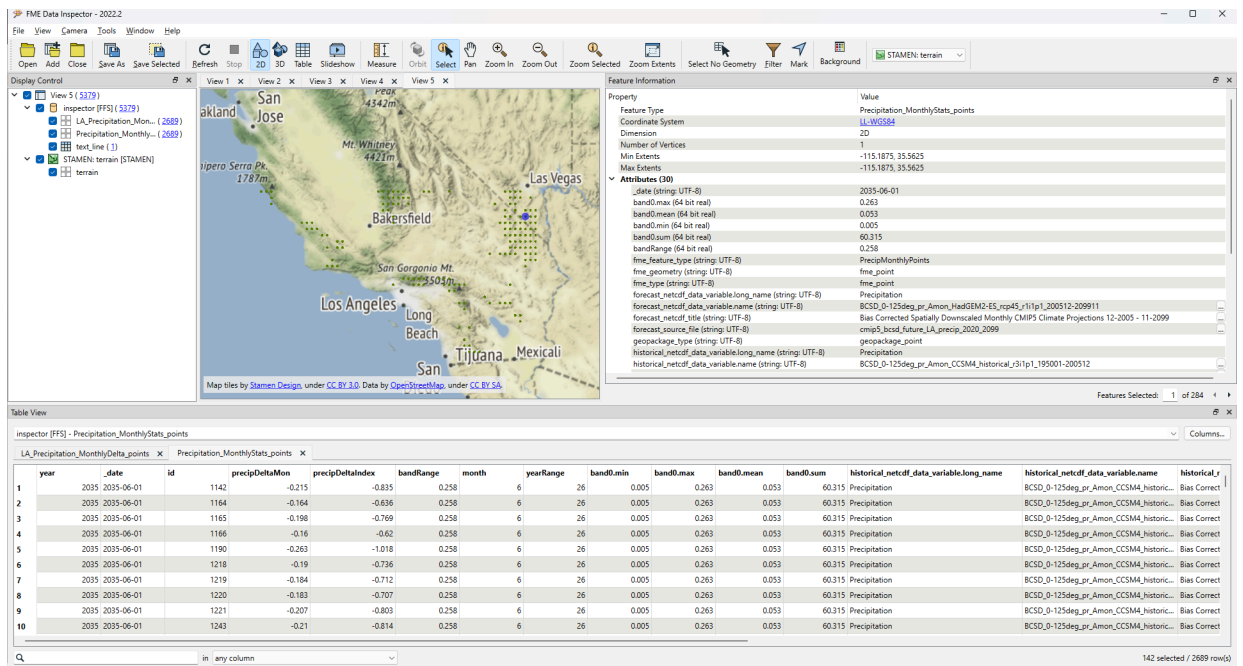 FME Data Inspector - 2022.2
File View Camera Tools Window Help
Open Add Close Save As Save Selected Refresh Stop 2D 3D Table Slideshow Measure Orbit Select Pan Zoom In Zoom Out Zoom Selected Zoom Extents Select No Geometry Filter Mark Background STAMEN: terrain
Display Control
View 5 (5379)
inspector [FFS] (5379)
LA_Precipitation_Mon... (2689)
Precipitation_Monthly... (2689)
text_line (1)
STAMEN: terrain [STAMEN]
terrain
View 1 View 2 View 3 View 4 View 5
Peak
4342m
San
Jose
akland
Mt. Whitney
4421m
nipero Serra Pk.
1787m
Las Vegas
Bakersfield
San Gorgonio Mt.
3505m
Los Angeles
Long
Beach
Tijuana
Mexicali
San
Map tiles by Stamen Design, under CC BY 3.0. Data by OpenStreetMap, under CC BY SA.
Feature Information
Property Value
Feature Type Precipitation_MonthlyStats_points
Coordinate System LL-WGS84
Dimension 2D
Number of Vertices 1
Min Extents -115.1875, 35.5625
Max Extents -115.1875, 35.5625
Attributes (30)
_date (string: UTF-8) 2035-06-01
band0.max (64 bit real) 0.263
band0.mean (64 bit real) 0.053
band0.min (64 bit real) 0.005
band0.sum (64 bit real) 60.315
bandRange (64 bit real) 0.258
fme_feature_type (string: UTF-8) PrecipMonthlyPoints
fme_geometry (string: UTF-8) fme_point
fme_type (string: UTF-8) fme_point
forecast_netcdf_data_variable.long_name (string: UTF-8) Precipitation
forecast_netcdf_data_variable.name (string: UTF-8) BCSD_0-125deg_pr_Amon_HadGEM2-ES_rcp45_r1i1p1_200512-209911
forecast_netcdf_title (string: UTF-8) Bias Corrected Spatially Downscaled Monthly CMIP5 Climate Projections 12-2005 - 11-2099
forecast_source_file (string: UTF-8) cmip5_bcsd_future_LA_precip_2020_2099
geopackage_type (string: UTF-8) geopackage_point
historical_netcdf_data_variable.long_name (string: UTF-8) Precipitation
historical_netcdf_data_variable.name (string: UTF-8) BCSD_0-125deg_pr_Amon_CCSM4_historical_r3i1p1_195001-200512
Features Selected: 1 of 284
Table View
inspector [FFS] - Precipitation_MonthlyStats_points Columns...
LA_Precipitation_MonthlyDelta_points Precipitation_MonthlyStats_points
year _date id precipDeltaMon precipDeltaIndex bandRange month yearRange band0.min band0.max band0.mean band0.sum historical_netcdf_data_variable.long_name historical_netcdf_data_variable.name historical_r
1 2035 2035-06-01 1142 -0.215 -0.835 0.258 6 26 0.005 0.263 0.053 60.315 Precipitation BCSD_0-125deg_pr_Amon_CCSM4_historic... Bias Correct
2 2035 2035-06-01 1164 -0.164 -0.636 0.258 6 26 0.005 0.263 0.053 60.315 Precipitation BCSD_0-125deg_pr_Amon_CCSM4_historic... Bias Correct
3 2035 2035-06-01 1165 -0.198 -0.769 0.258 6 26 0.005 0.263 0.053 60.315 Precipitation BCSD_0-125deg_pr_Amon_CCSM4_historic... Bias Correct
4 2035 2035-06-01 1166 -0.16 -0.62 0.258 6 26 0.005 0.263 0.053 60.315 Precipitation BCSD_0-125deg_pr_Amon_CCSM4_historic... Bias Correct
5 2035 2035-06-01 1190 -0.263 -1.018 0.258 6 26 0.005 0.263 0.053 60.315 Precipitation BCSD_0-125deg_pr_Amon_CCSM4_historic... Bias Correct
6 2035 2035-06-01 1218 -0.19 -0.736 0.258 6 26 0.005 0.263 0.053 60.315 Precipitation BCSD_0-125deg_pr_Amon_CCSM4_historic... Bias Correct
7 2035 2035-06-01 1219 -0.184 -0.712 0.258 6 26 0.005 0.263 0.053 60.315 Precipitation BCSD_0-125deg_pr_Amon_CCSM4_historic... Bias Correct
8 2035 2035-06-01 1220 -0.183 -0.707 0.258 6 26 0.005 0.263 0.053 60.315 Precipitation BCSD_0-125deg_pr_Amon_CCSM4_historic... Bias Correct
9 2035 2035-06-01 1221 -0.207 -0.803 0.258 6 26 0.005 0.263 0.053 60.315 Precipitation BCSD_0-125deg_pr_Amon_CCSM4_historic... Bias Correct
10 2035 2035-06-01 1243 -0.21 -0.814 0.258 6 26 0.005 0.263 0.053 60.315 Precipitation BCSD_0-125deg_pr_Amon_CCSM4_historic... Bias Correct
in any column 142 selected / 2689 row(s)